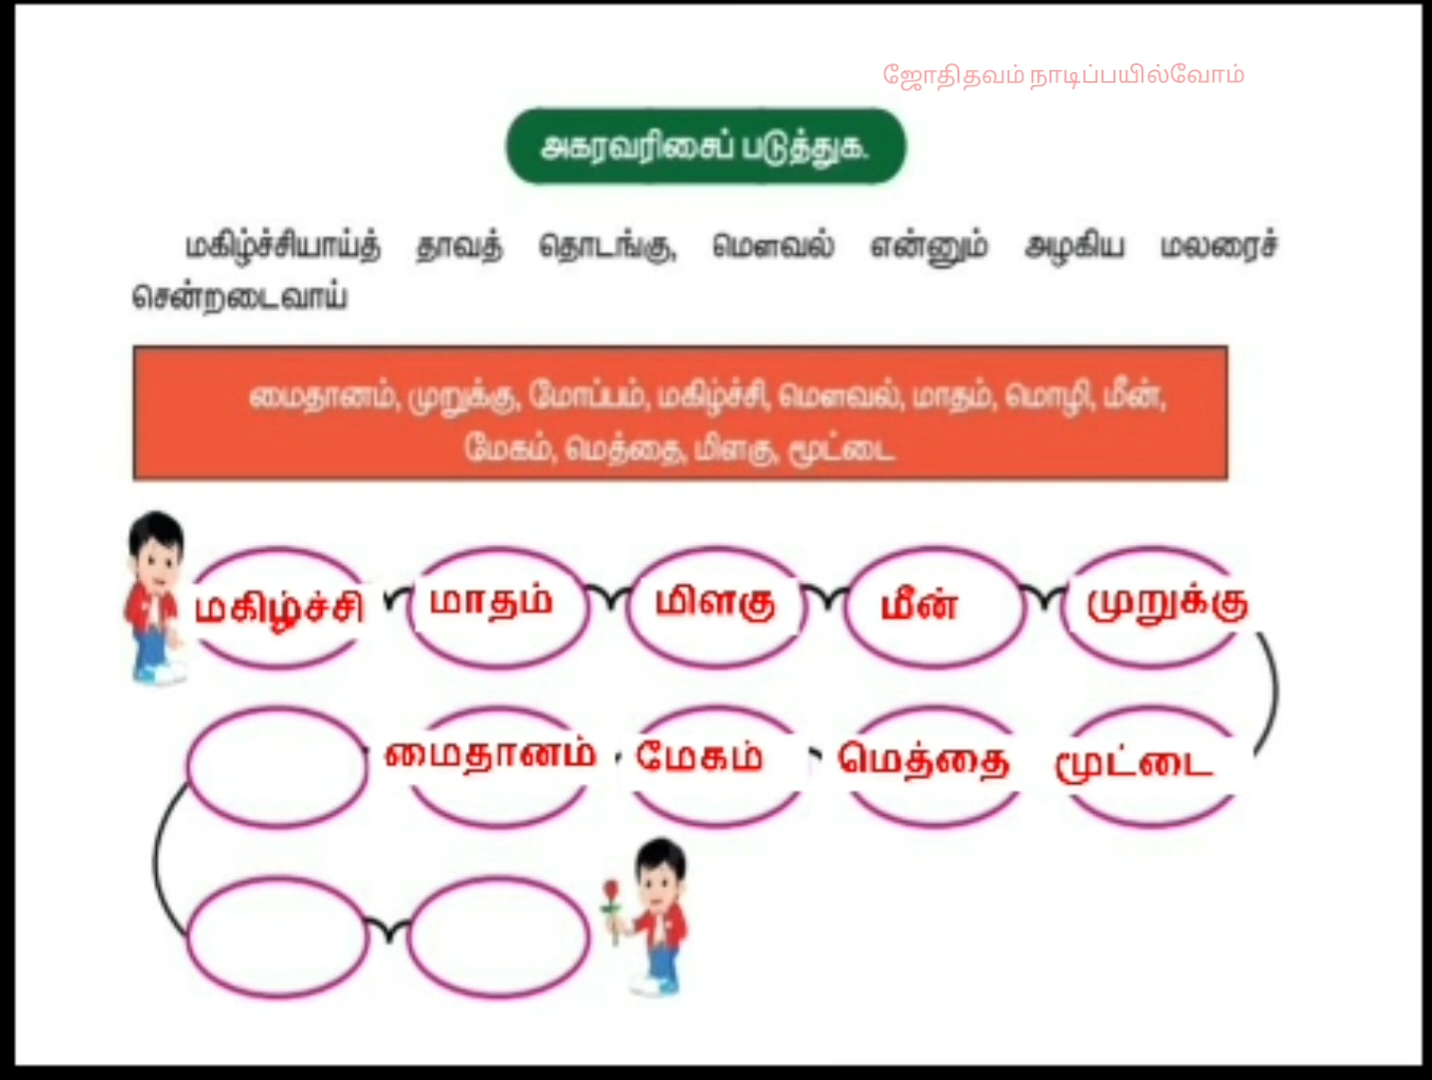 ஜோதிதவம் நாடிப்பயில்வோம்
அகரவரிசைப் படுத்துக.
மகிழ்ச்சியாய்த் தாவத் தொடங்கு, மௌவல் என்னும் அழகிய மலரைச்
சென்றடைவாய்
மைதானம், முறுக்கு, மோப்பம், மகிழ்ச்சி, மௌவல், மாதம், மொழி, மீன்,
மேகம், மெத்தை, மிளகு, மூட்டை
மகிழ்ச்சி மாதம் மிளகு மீன் முறுக்கு
மைதானம் மேகம் மெத்தை மூட்டை